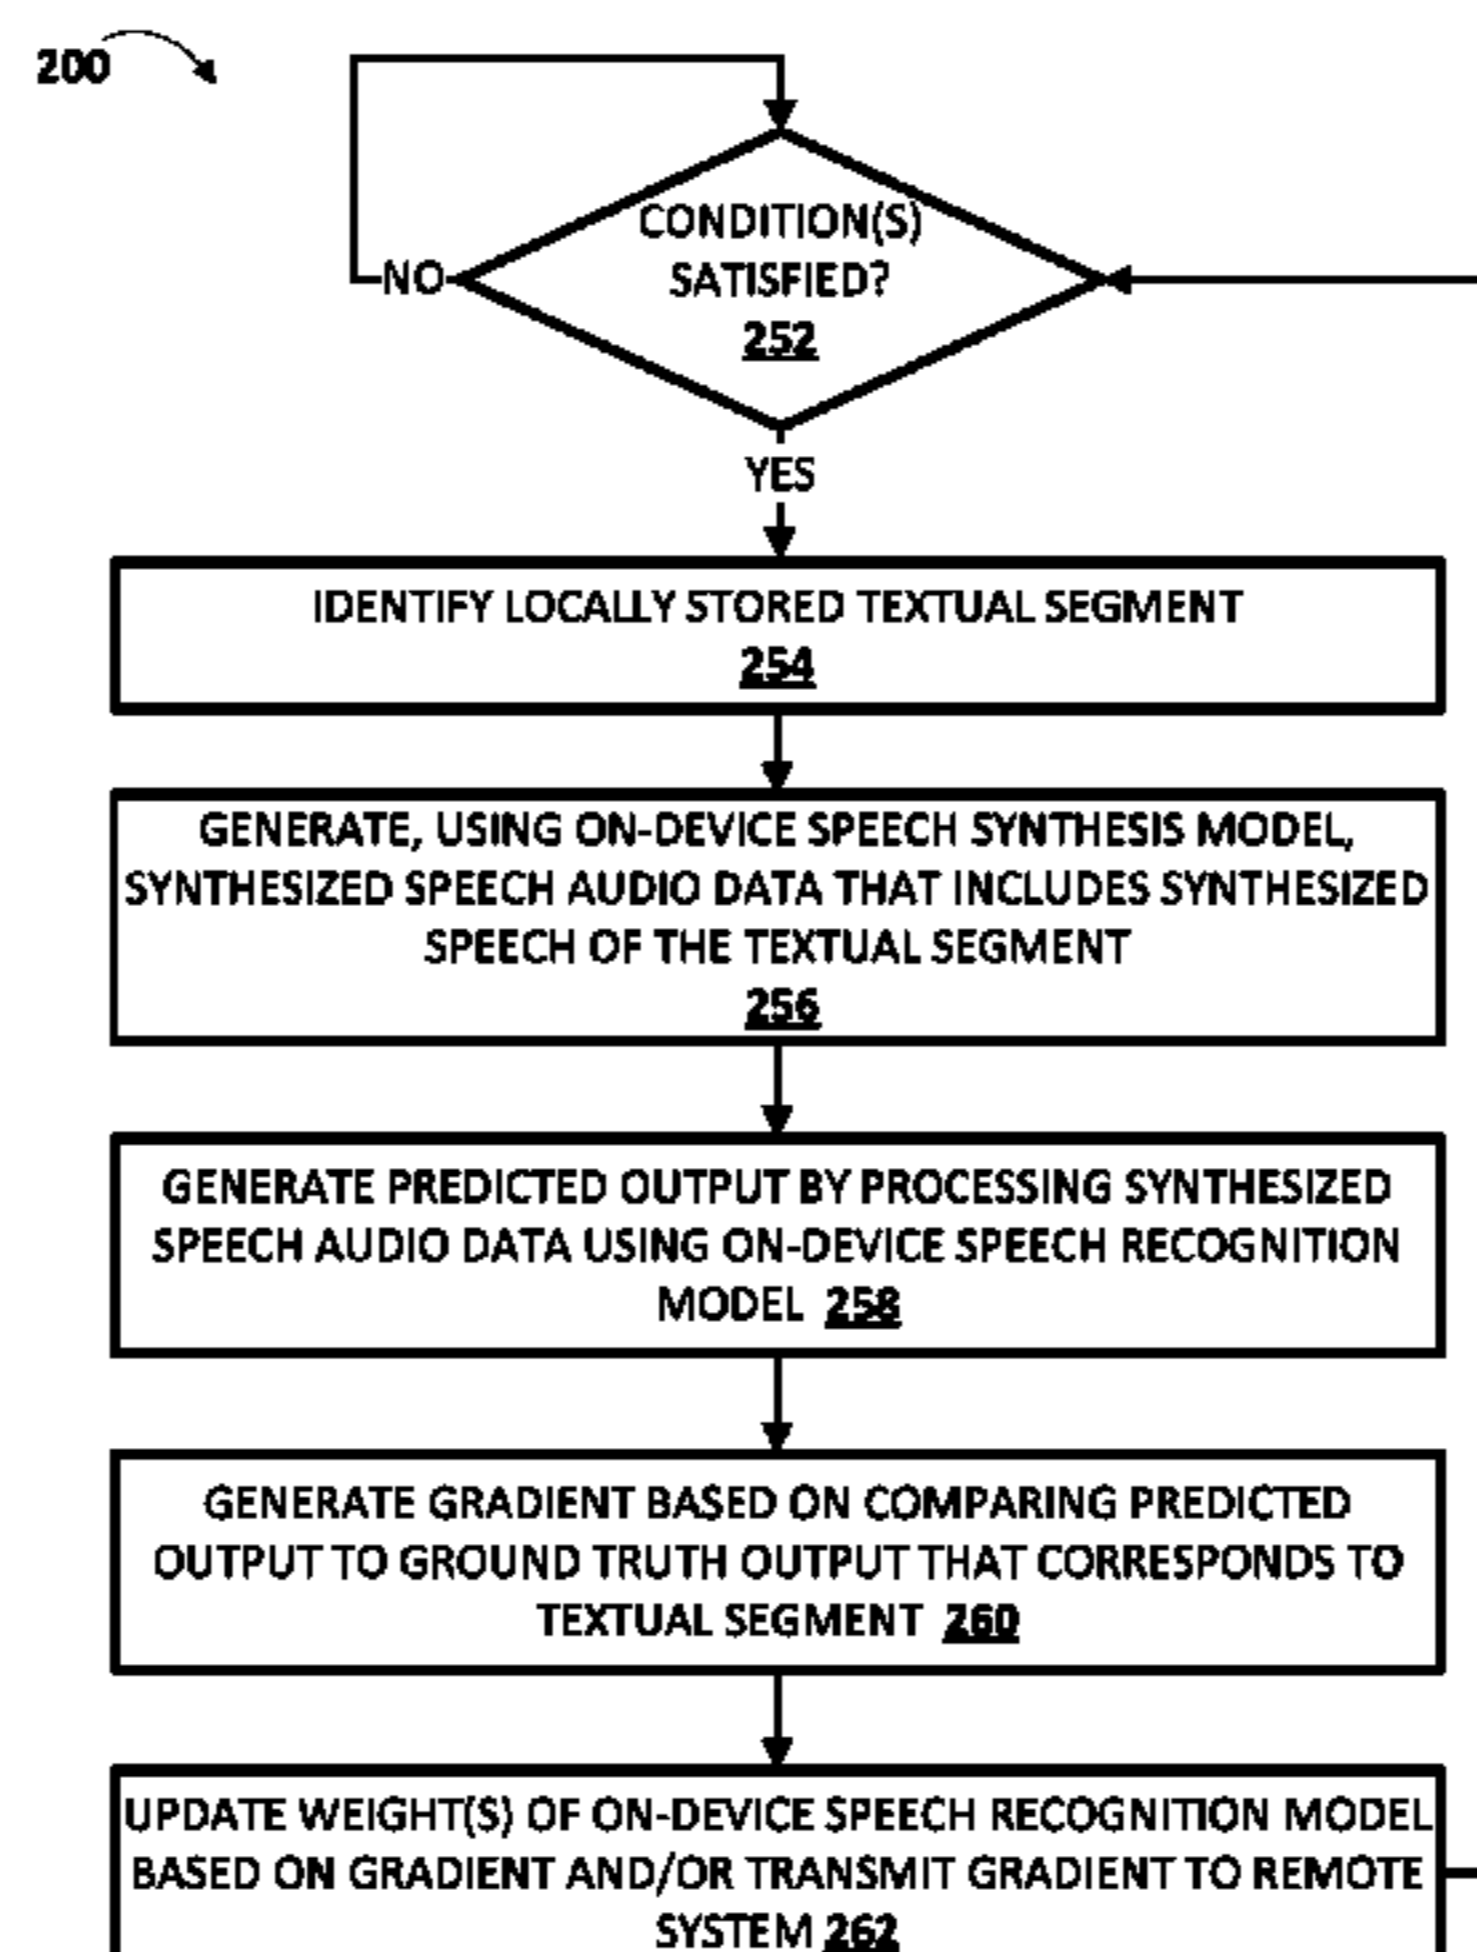 200
CONDITION(S)
SATISFIED?
252
NO
YES
IDENTIFY LOCALLY STORED TEXTUAL SEGMENT
254
GENERATE, USING ON-DEVICE SPEECH SYNTHESIS MODEL,
SYNTHESIZED SPEECH AUDIO DATA THAT INCLUDES SYNTHESIZED
SPEECH OF THE TEXTUAL SEGMENT
256
GENERATE PREDICTED OUTPUT BY PROCESSING SYNTHESIZED
SPEECH AUDIO DATA USING ON-DEVICE SPEECH RECOGNITION
MODEL 258
GENERATE GRADIENT BASED ON COMPARING PREDICTED
OUTPUT TO GROUND TRUTH OUTPUT THAT CORRESPONDS TO
TEXTUAL SEGMENT 260
UPDATE WEIGHT(S) OF ON-DEVICE SPEECH RECOGNITION MODEL
BASED ON GRADIENT AND/OR TRANSMIT GRADIENT TO REMOTE
SYSTEM 262